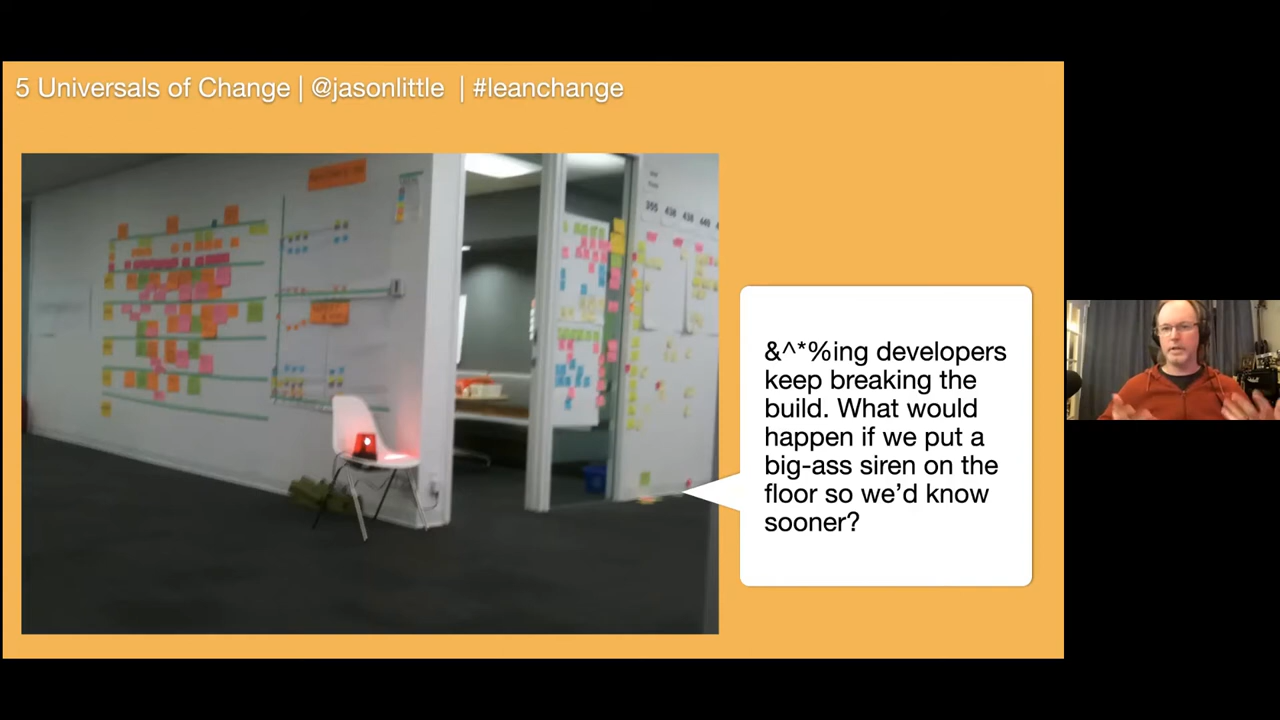 5 Universals of Change | @jasonlittle | #leanchange
&^*%ing developers
keep breaking the
build. What would
happen if we put a
big-ass siren on the
floor so we’d know
sooner?